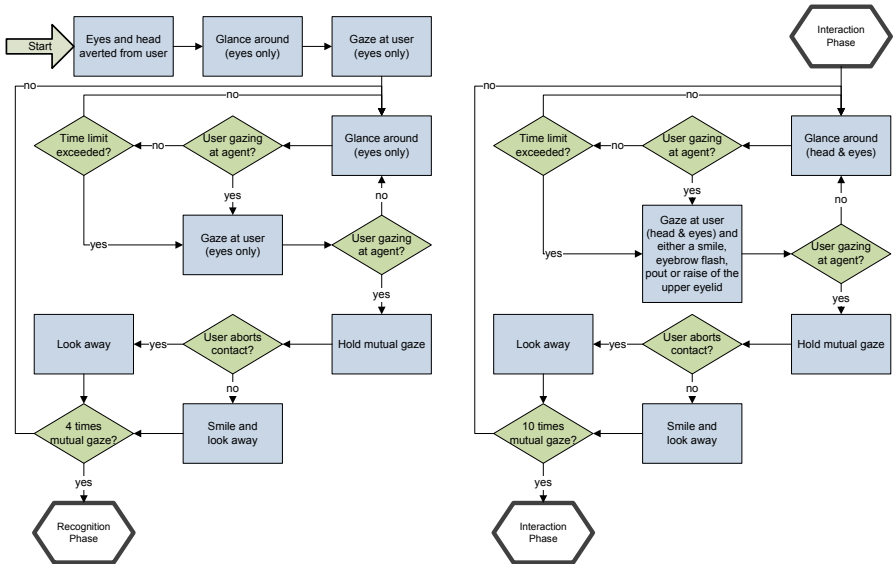 Start
Eyes and head
averted from user
Glance around
(eyes only)
Gaze at user
(eyes only)
no
no
Time limit
exceeded?
no
User gazing
at agent?
Glance around
(eyes only)
yes
no
yes
Gaze at user
(eyes only)
User gazing
at agent?
yes
Look away
yes
User aborts
contact?
Hold mutual gaze
no
4 times
mutual gaze?
Smile and
look away
yes
Recognition
Phase
Interaction
Phase
no
no
Time limit
exceeded?
no
User gazing
at agent?
Glance around
(head & eyes)
yes
no
yes
Gaze at user
(head & eyes) and
either a smile,
eyebrow flash,
pout or raise of the
upper eyelid
User gazing
at agent?
yes
Look away
yes
User aborts
contact?
Hold mutual gaze
no
10 times
mutual gaze?
Smile and
look away
yes
Interaction
Phase